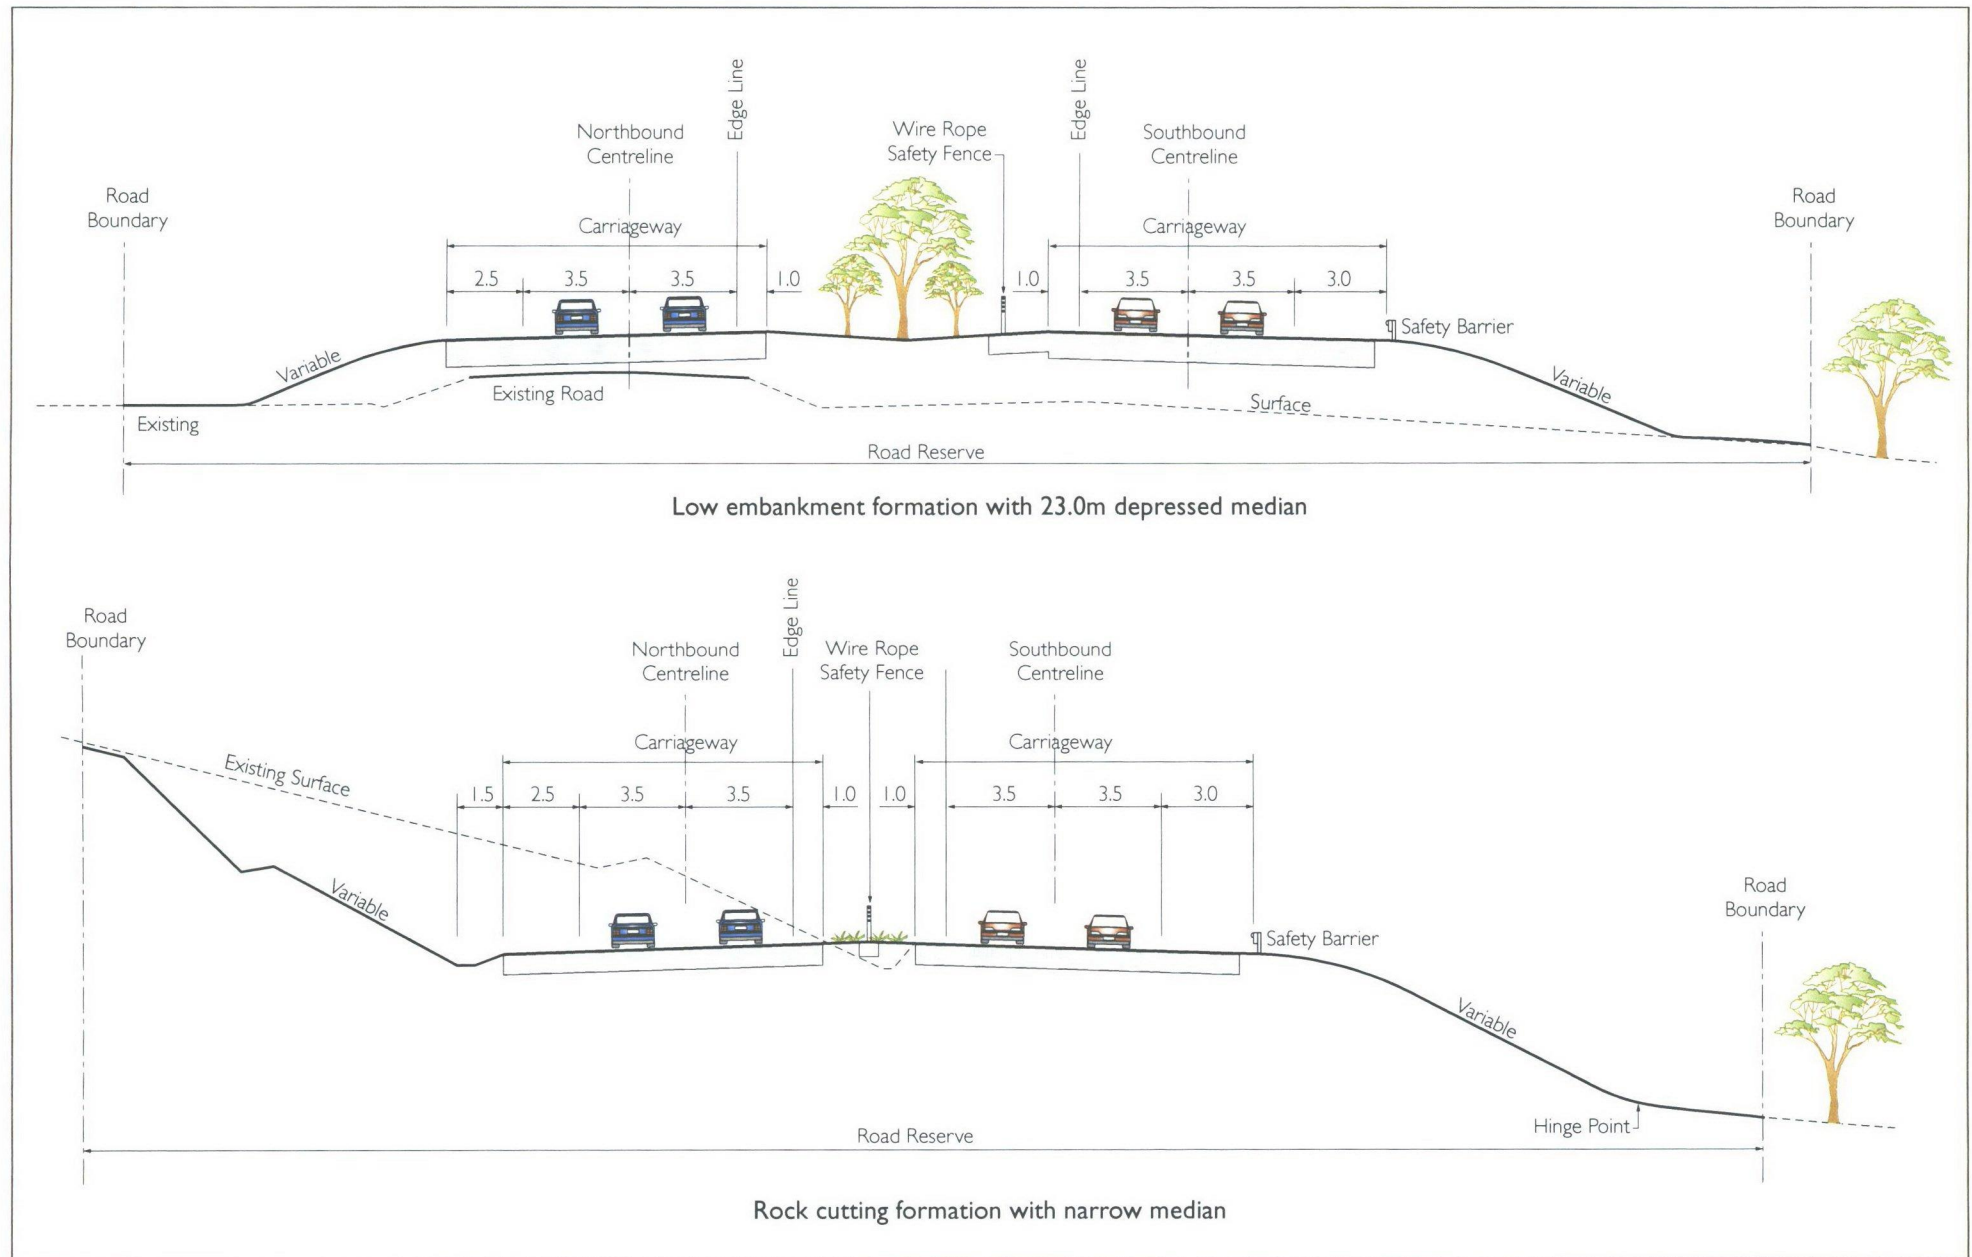 Edge Line
Edge Line
Northbound
Centreline
Wire Rope
Safety Fence
Southbound
Centreline
Road
Boundary
Road
Boundary
Carriageway
Carriageway
2.5
3.5
3.5
1.0
1.0
3.5
3.5
3.0
Safety Barrier
Variable
Variable
Existing Road
Surface
Existing
Road Reserve
Low embankment formation with 23.0m depressed median
Edge Line
Road
Boundary
Northbound
Centreline
Wire Rope
Safety Fence
Southbound
Centreline
Carriageway
Carriageway
Existing Surface
1.5
2.5
3.5
3.5
1.0
1.0
3.5
3.5
3.0
Variable
Road
Boundary
Safety Barrier
Variable
Hinge Point
Road Reserve
Rock cutting formation with narrow median